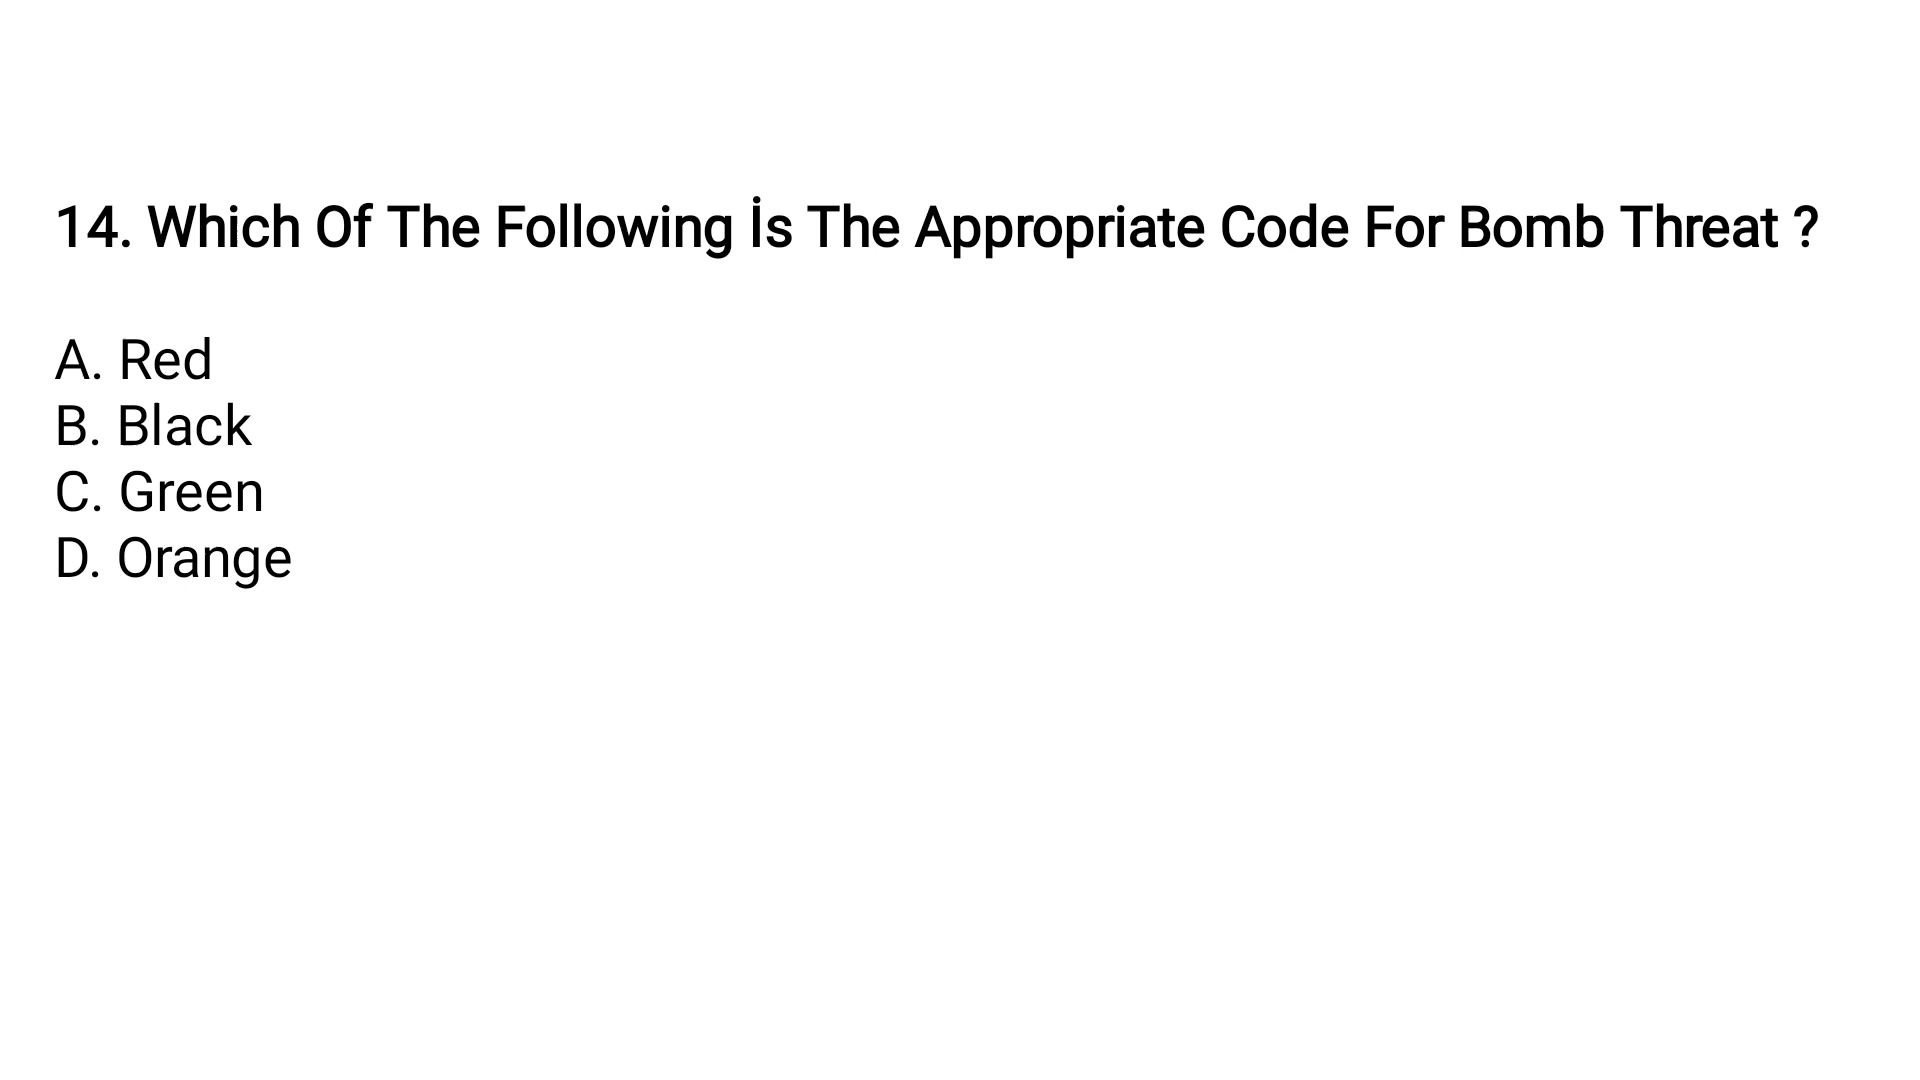 14. Which Of The Following İs The Appropriate Code For Bomb Threat ?
A. Red
B. Black
C. Green
D. Orange